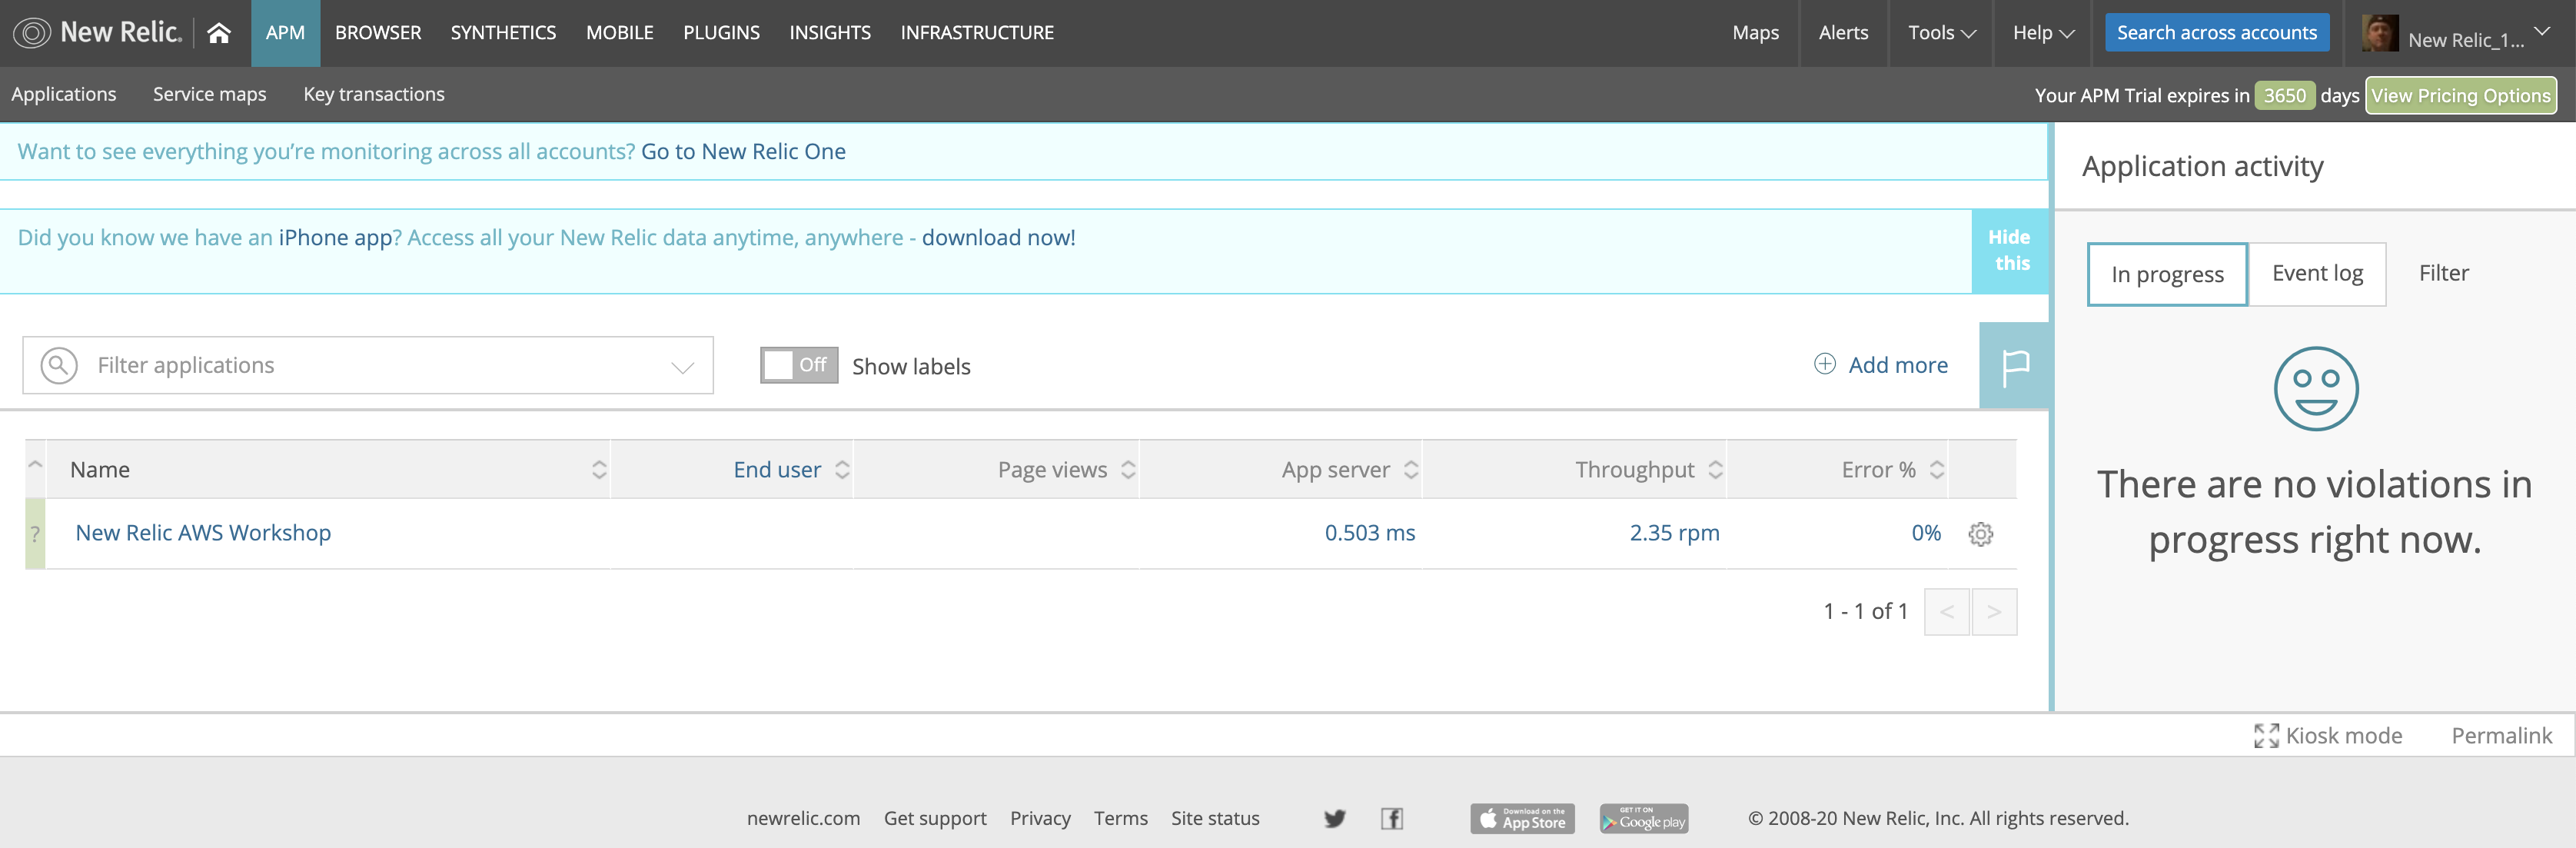 New Relic.
APM BROWSER SYNTHETICS MOBILE PLUGINS INSIGHTS INFRASTRUCTURE
Maps Alerts Tools Help Search across accounts New Relic_1...
Applications Service maps Key transactions
Your APM Trial expires in 3650 days View Pricing Options
Want to see everything you’re monitoring across all accounts? Go to New Relic One
Did you know we have an iPhone app? Access all your New Relic data anytime, anywhere - download now!
Hide
this
Filter applications
Off Show labels
Add more
Name End user Page views App server Throughput Error %
? New Relic AWS Workshop 0.503 ms 2.35 rpm 0%
1 - 1 of 1 < >
Application activity
In progress Event log Filter
There are no violations in
progress right now.
Kiosk mode Permalink
newrelic.com Get support Privacy Terms Site status
Download on the
App Store
GET IT ON
Google play
© 2008-20 New Relic, Inc. All rights reserved.